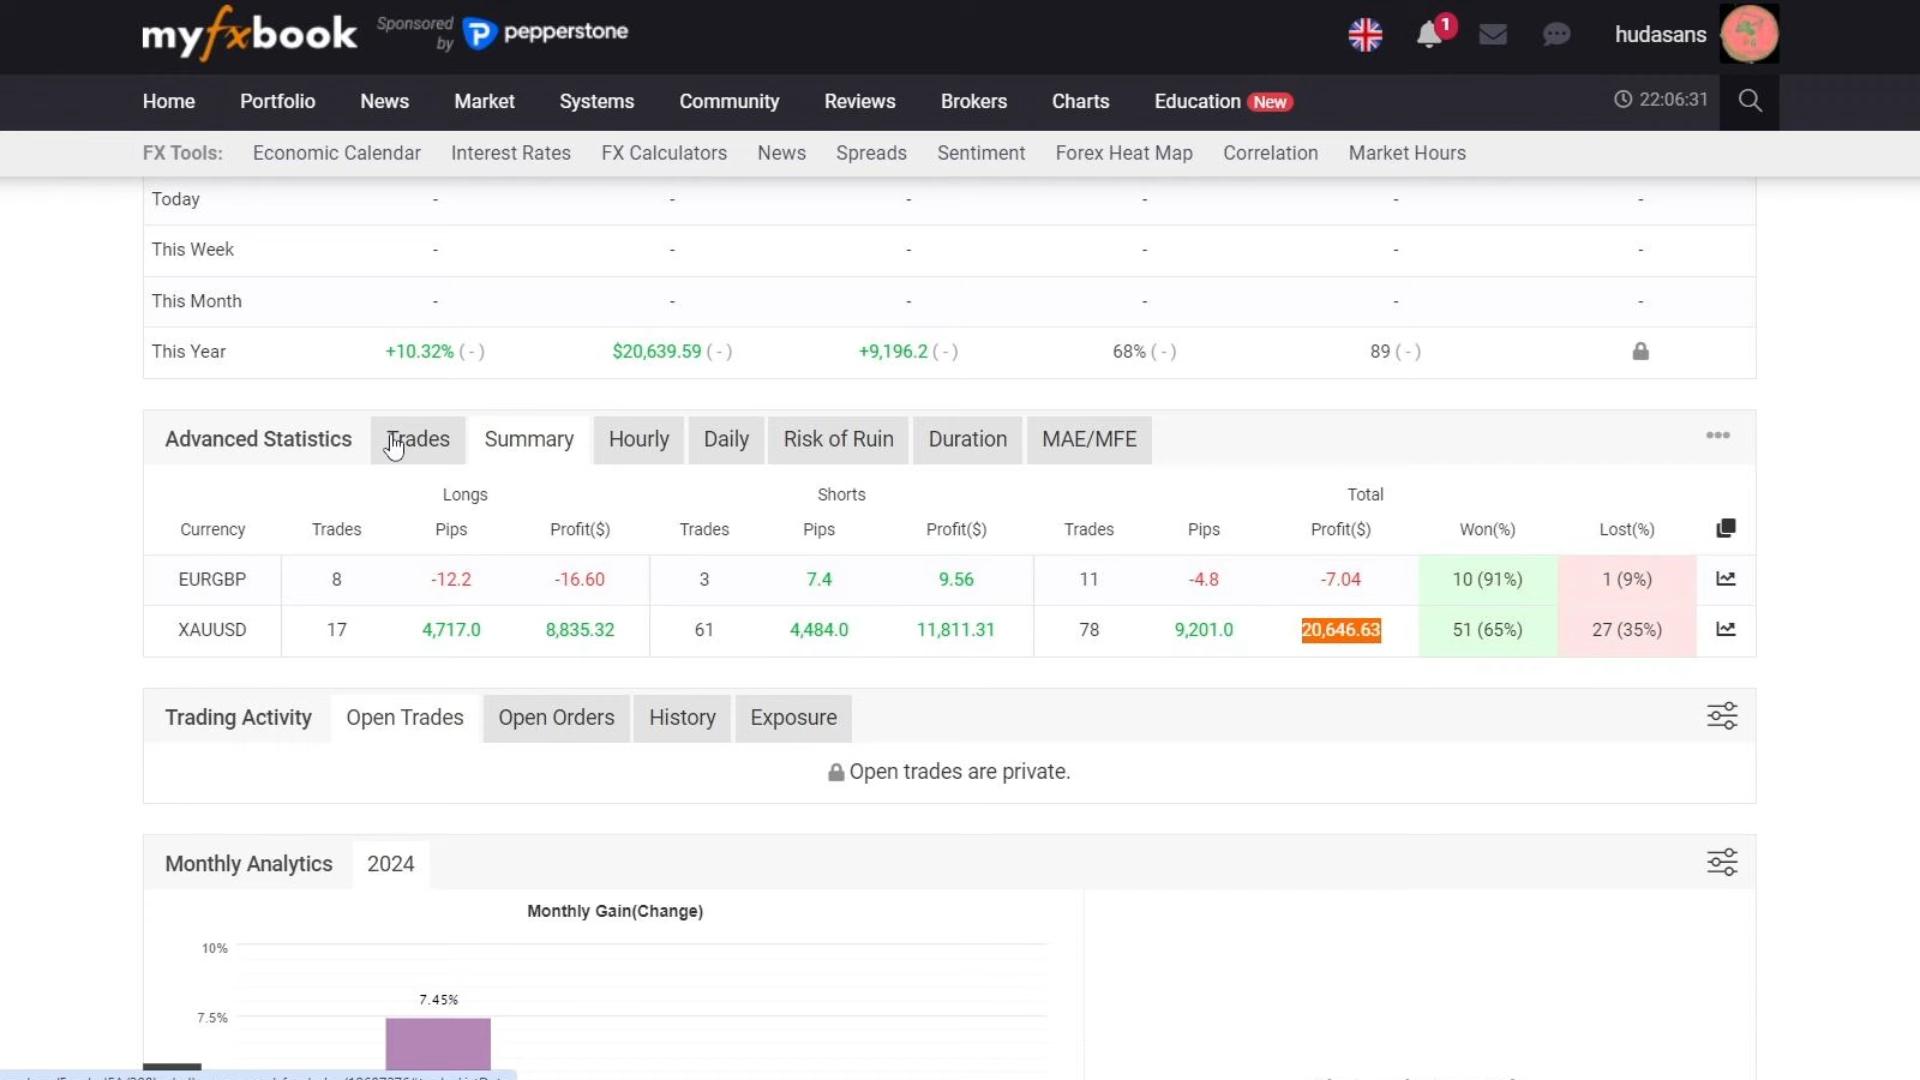 myfxbook Sponsored by pepperstone 1 hudasans
Home Portfolio News Market Systems Community Reviews Brokers Charts Education New 22:06:31
FX Tools: Economic Calendar Interest Rates FX Calculators News Spreads Sentiment Forex Heat Map Correlation Market Hours
Today - - - - - -
This Week - - - - - -
This Month - - - - - -
This Year +10.32% ( - ) $20,639.59 ( - ) +9,196.2 ( - ) 68% ( - ) 89 ( - )
Advanced Statistics Trades Summary Hourly Daily Risk of Ruin Duration MAE/MFE
Longs Shorts Total
Currency Trades Pips Profit($) Trades Pips Profit($) Trades Pips Profit($) Won(%) Lost(%)
EURGBP 8 -12.2 -16.60 3 7.4 9.56 11 -4.8 -7.04 10 (91%) 1 (9%)
XAUUSD 17 4,717.0 8,835.32 61 4,484.0 11,811.31 78 9,201.0 20,646.63 51 (65%) 27 (35%)
Trading Activity Open Trades Open Orders History Exposure
Open trades are private.
Monthly Analytics 2024
Monthly Gain(Change)
10%
7.45%
7.5%